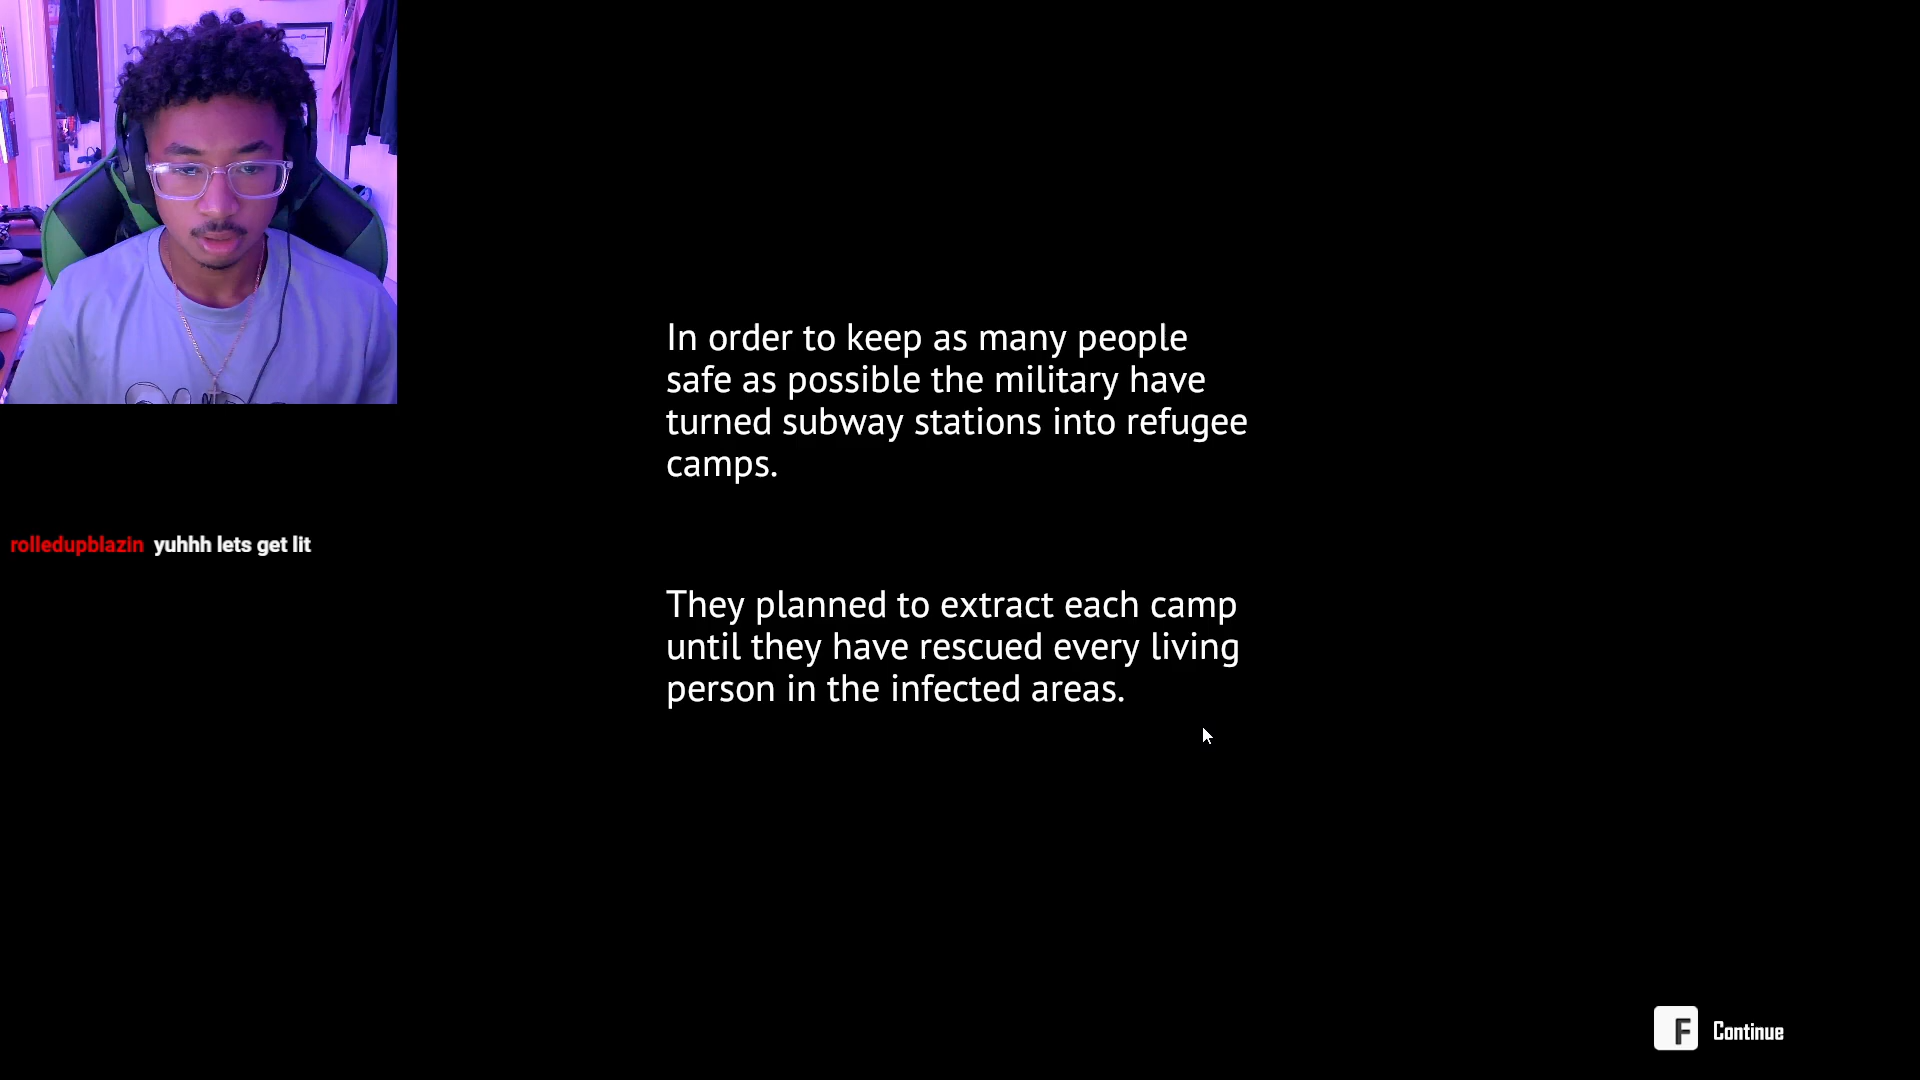 In order to keep as many people
safe as possible the military have
turned subway stations into refugee
camps.
rolledupblazin yuhhh lets get lit
They planned to extract each camp
until they have rescued every living
person in the infected areas.
F Continue